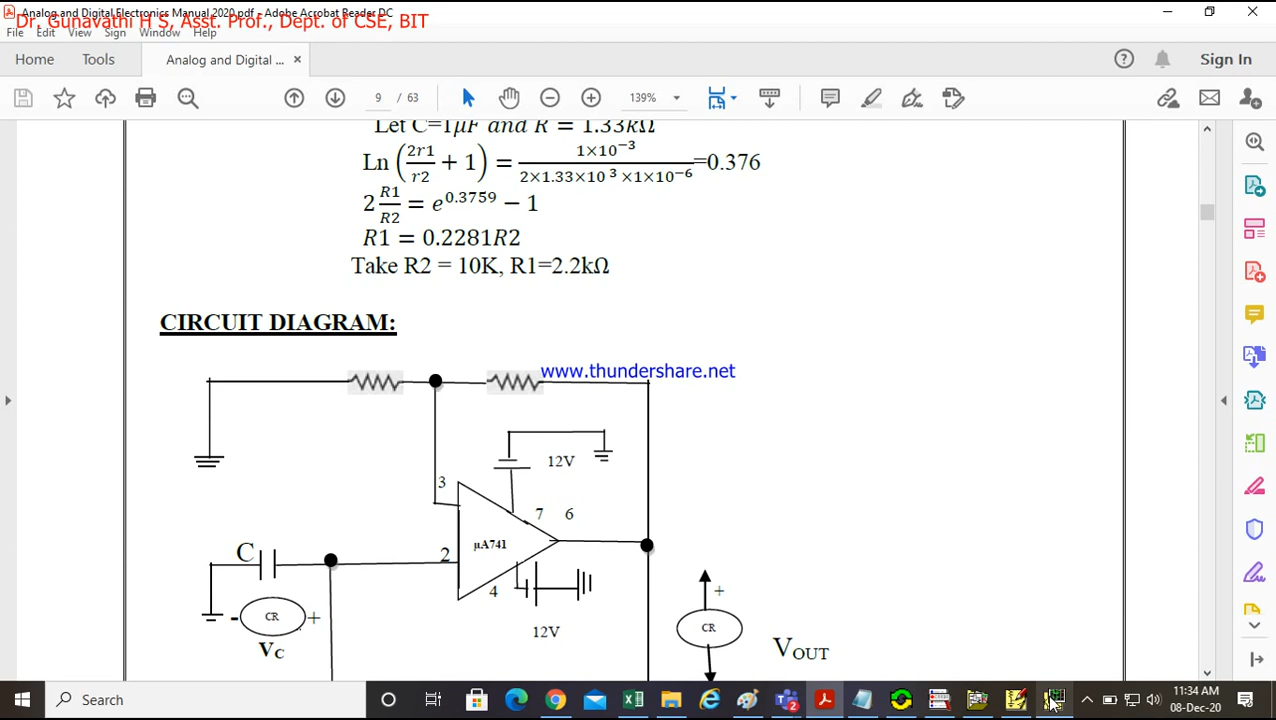 Analog and Digital Electronics Manual 2020.pdf - Adobe Acrobat Reader DC
Dr, Gunavathi H S, Asst. Prof., Dept. of CSE, BIT
File Edit View Sign Window Help
Home Tools Analog and Digital ... × Sign In
9 / 63 139%
Let C=1μF and R = 1.33kΩ
Ln (2r1/r2 + 1) = 1×10⁻³ / 2×1.33×10 ³ ×1×10⁻⁶ =0.376
2 R1/R2 = e^0.3759 − 1
R1 = 0.2281R2
Take R2 = 10K, R1=2.2kΩ
CIRCUIT DIAGRAM:
www.thundershare.net
12V
3
7 6
μA741
C
2
4
- CR +
12V
+
CR
VC
VOUT
Search
11:34 AM
08-Dec-20